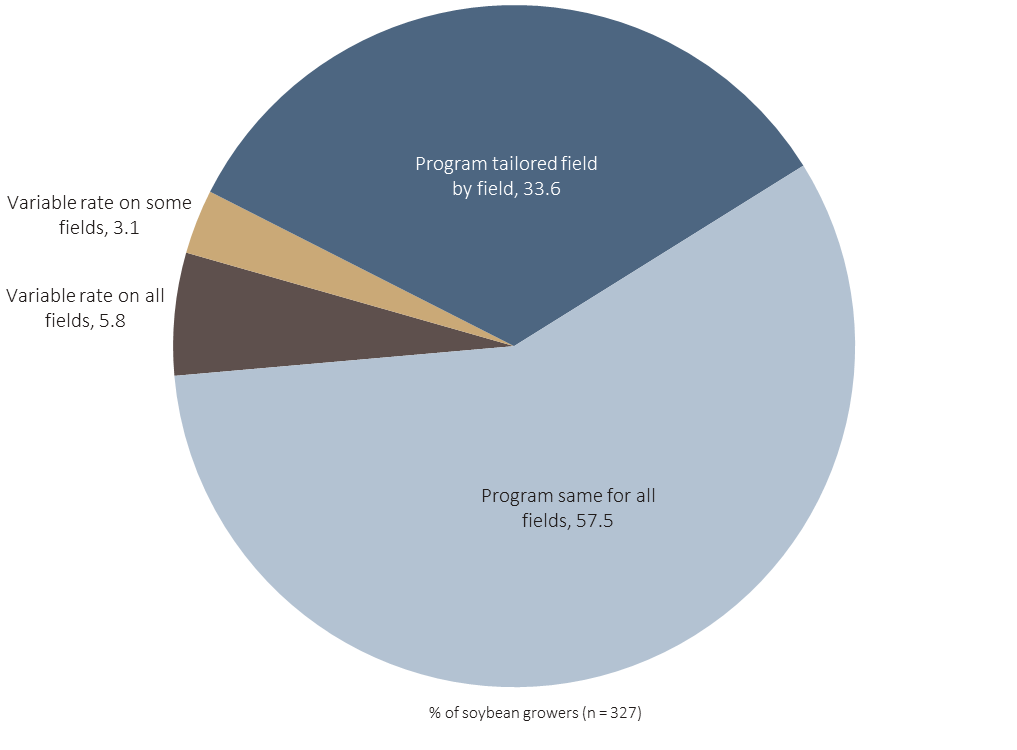 Program tailored field
by field, 33.6
Variable rate on some
fields, 3.1
Variable rate on all
fields, 5.8
Program same for all
fields, 57.5
% of soybean growers (n = 327)